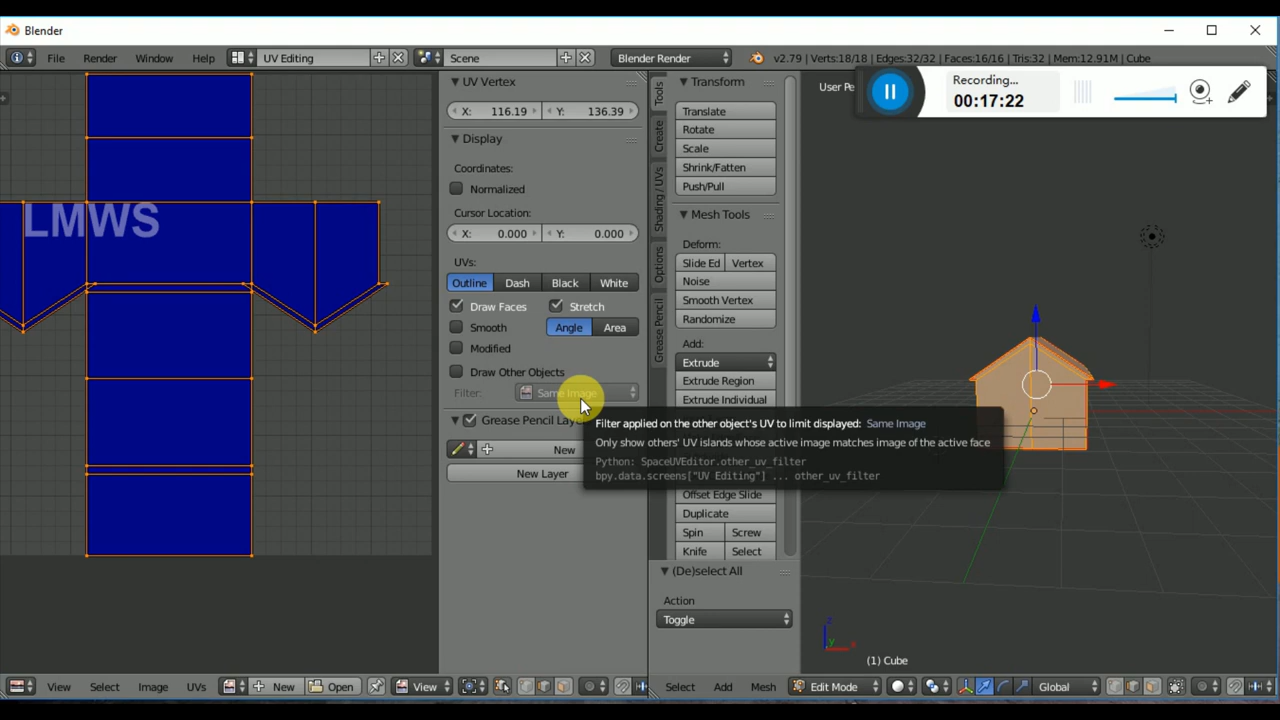 Blender
File Render Window Help UV Editing Scene Blender Render v2.79 | Verts:18/18 | Edges:32/32 | Faces:16/16 | Tris:32 | Mem:12.91M | Cube
Recording...
00:17:22
User Pe
UV Vertex
X: 116.19 Y: 136.39
Display
Coordinates:
Normalized
Cursor Location:
X: 0.000 Y: 0.000
UVs:
Outline Dash Black White
Draw Faces Stretch
Smooth Angle Area
Modified
Draw Other Objects
Filter: Same Image
Grease Pencil Laye
New
New Layer
LMWS
Tools
Create
Shading / UVs
Options
Grease Pencil
Transform
Translate
Rotate
Scale
Shrink/Fatten
Push/Pull
Mesh Tools
Deform:
Slide Ed Vertex
Noise
Smooth Vertex
Randomize
Add:
Extrude
Extrude Region
Extrude Individual
Filter applied on the other object's UV to limit displayed: Same Image
Only show others' UV islands whose active image matches image of the active face
Python: SpaceUVEditor.other_uv_filter
bpy.data.screens["UV Editing"] ... other_uv_filter
Offset Edge Slide
Duplicate
Spin Screw
Knife Select
(De)select All
Action
Toggle
z
y x
(1) Cube
View Select Image UVs New Open View
Select Add Mesh Edit Mode Global